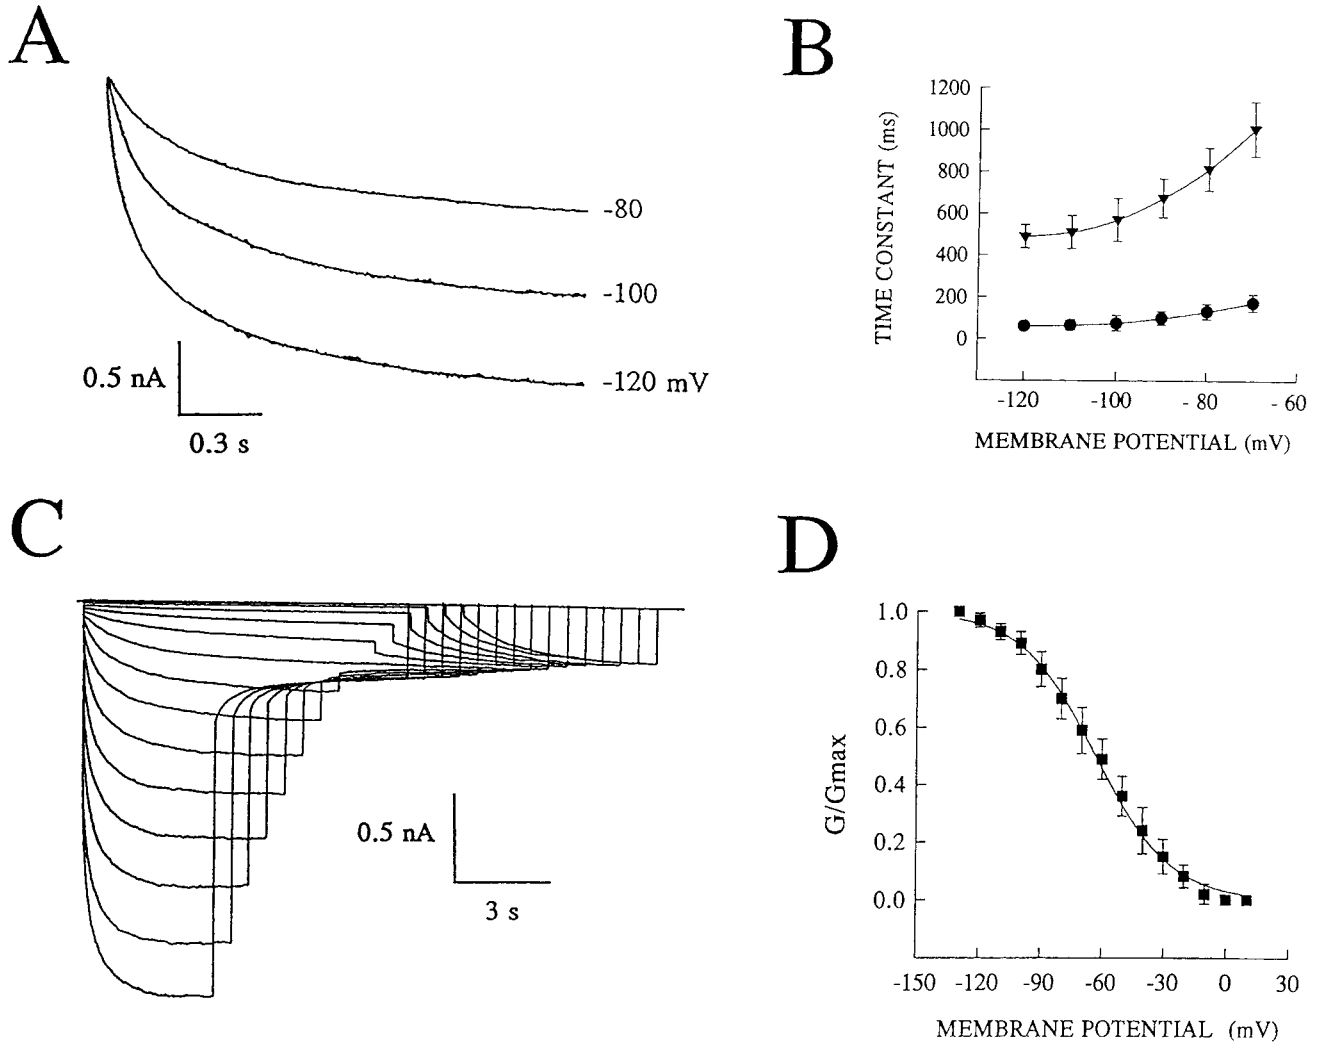 A
-80
-100
-120 mV
0.5 nA
0.3 s
B
TIME CONSTANT (ms)
1200
1000
800
600
400
200
0
-120
-100
- 80
- 60
MEMBRANE POTENTIAL (mV)
C
0.5 nA
3 s
D
G/Gmax
1.0
0.8
0.6
0.4
0.2
0.0
-150
-120
-90
-60
-30
0
30
MEMBRANE POTENTIAL (mV)